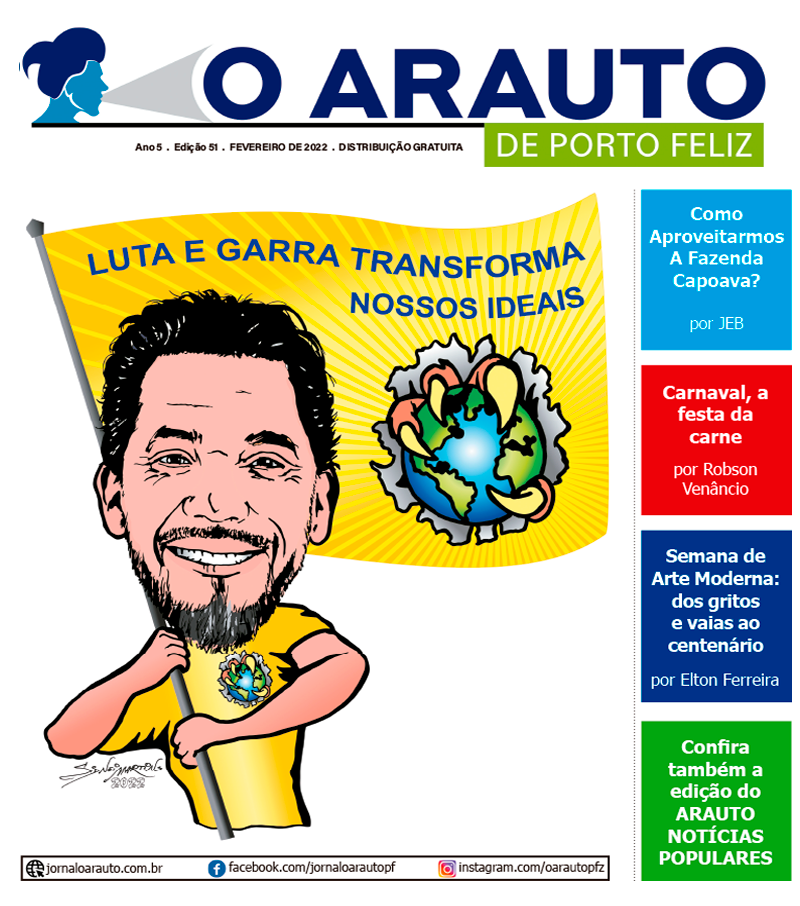 O ARAUTO
DE PORTO FELIZ
Ano 5 . Edição 51 . FEVEREIRO DE 2022 . DISTRIBUIÇÃO GRATUITA
LUTA E GARRA TRANSFORMA
NOSSOS IDEAIS
2022
Como
Aproveitarmos
A Fazenda
Capoava?
por JEB
Carnaval, a
festa da
carne
por Robson
Venâncio
Semana de
Arte Moderna:
dos gritos
e vaias ao
centenário
por Elton Ferreira
Confira
também a
edição do
ARAUTO
NOTÍCIAS
POPULARES
jornaloarauto.com.br
facebook.com/jornaloarautopf
instagram.com/oarautopfz